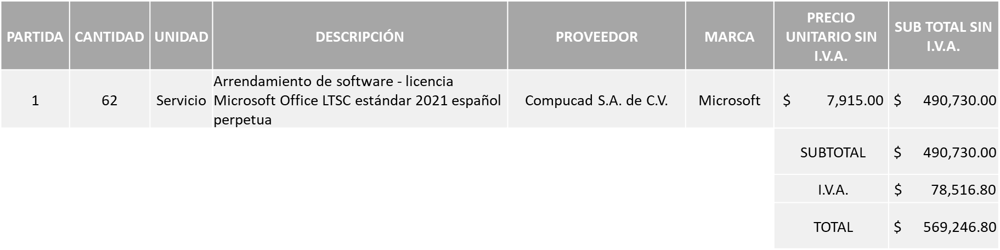 PARTIDA CANTIDAD UNIDAD DESCRIPCIÓN PROVEEDOR MARCA PRECIO UNITARIO SIN I.V.A. SUB TOTAL SIN I.V.A.
1 62 Servicio Arrendamiento de software - licencia Microsoft Office LTSC estándar 2021 español perpetua Compucad S.A. de C.V. Microsoft $ 7,915.00 $ 490,730.00
SUBTOTAL $ 490,730.00
I.V.A. $ 78,516.80
TOTAL $ 569,246.80